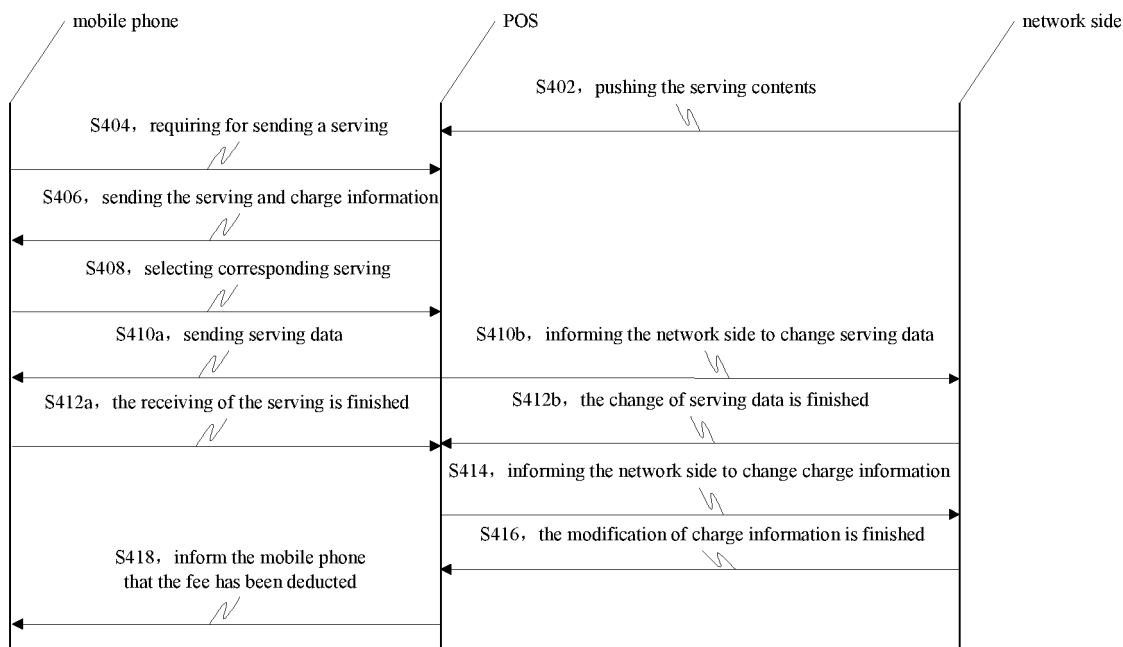 mobile phone
POS
network side
S402，pushing the serving contents
S404，requiring for sending a serving
S406，sending the serving and charge information
S408，selecting corresponding serving
S410a，sending serving data
S410b，informing the network side to change serving data
S412a，the receiving of the serving is finished
S412b，the change of serving data is finished
S414，informing the network side to change charge information
S416，the modification of charge information is finished
S418，inform the mobile phone
that the fee has been deducted